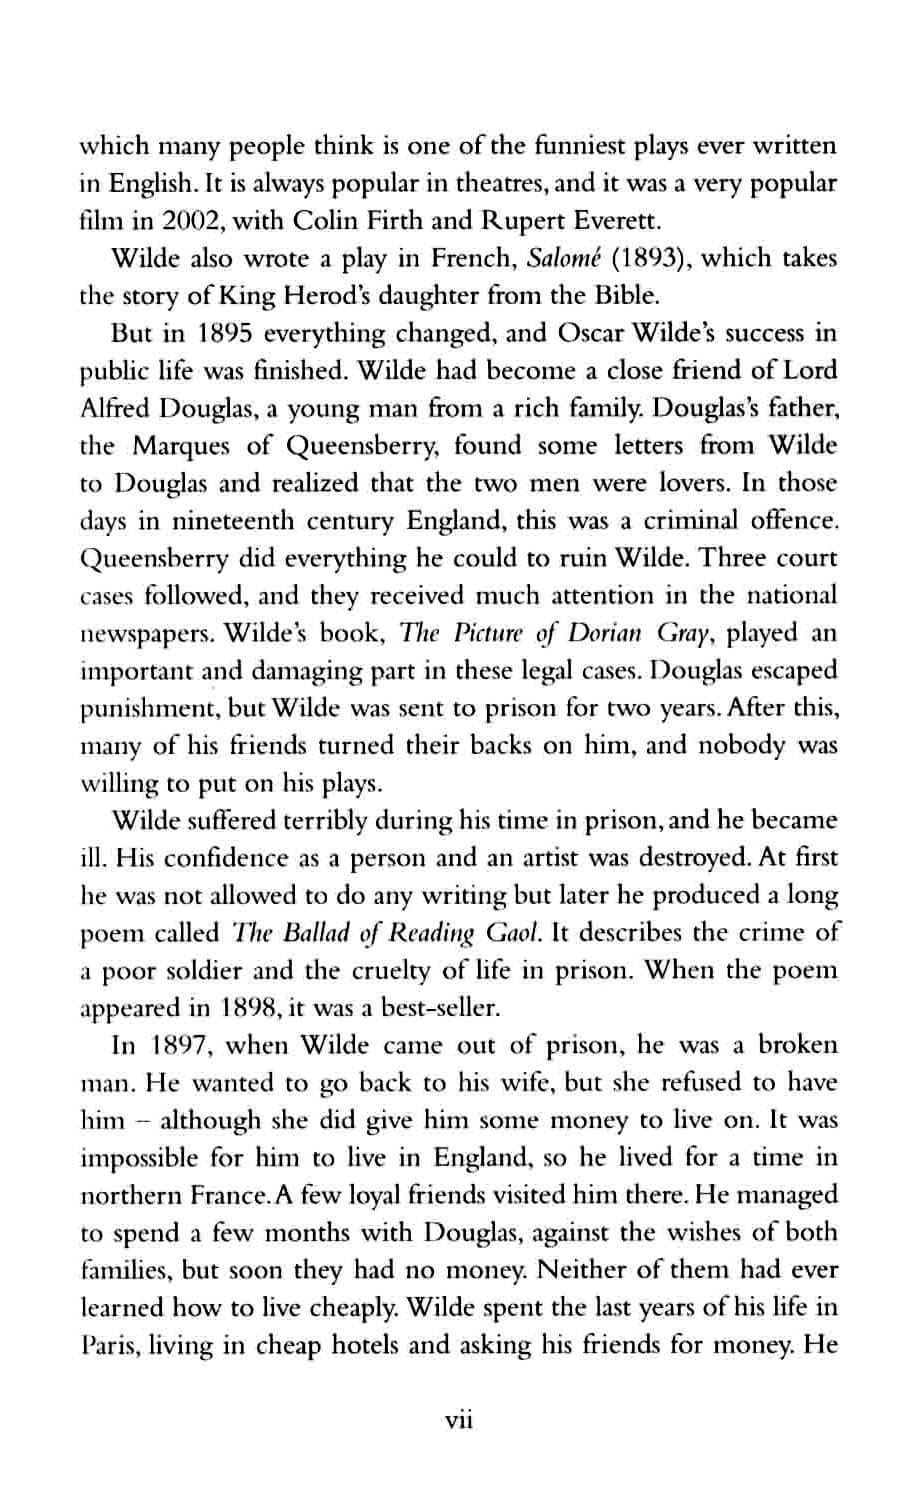 which many people think is one of the funniest plays ever written
in English. It is always popular in theatres, and it was a very popular
film in 2002, with Colin Firth and Rupert Everett.
Wilde also wrote a play in French, Salomé (1893), which takes
the story of King Herod's daughter from the Bible.
But in 1895 everything changed, and Oscar Wilde's success in
public life was finished. Wilde had become a close friend of Lord
Alfred Douglas, a young man from a rich family. Douglas's father,
the Marques of Queensberry, found some letters from Wilde
to Douglas and realized that the two men were lovers. In those
days in nineteenth century England, this was a criminal offence.
Queensberry did everything he could to ruin Wilde. Three court
cases followed, and they received much attention in the national
newspapers. Wilde's book, The Picture of Dorian Gray, played an
important and damaging part in these legal cases. Douglas escaped
punishment, but Wilde was sent to prison for two years. After this,
many of his friends turned their backs on him, and nobody was
willing to put on his plays.
Wilde suffered terribly during his time in prison, and he became
ill. His confidence as a person and an artist was destroyed. At first
he was not allowed to do any writing but later he produced a long
poem called The Ballad of Reading Gaol. It describes the crime of
a poor soldier and the cruelty of life in prison. When the poem
appeared in 1898, it was a best-seller.
In 1897, when Wilde came out of prison, he was a broken
man. He wanted to go back to his wife, but she refused to have
him – although she did give him some money to live on. It was
impossible for him to live in England, so he lived for a time in
northern France. A few loyal friends visited him there. He managed
to spend a few months with Douglas, against the wishes of both
families, but soon they had no money. Neither of them had ever
learned how to live cheaply. Wilde spent the last years of his life in
Paris, living in cheap hotels and asking his friends for money. He
vii